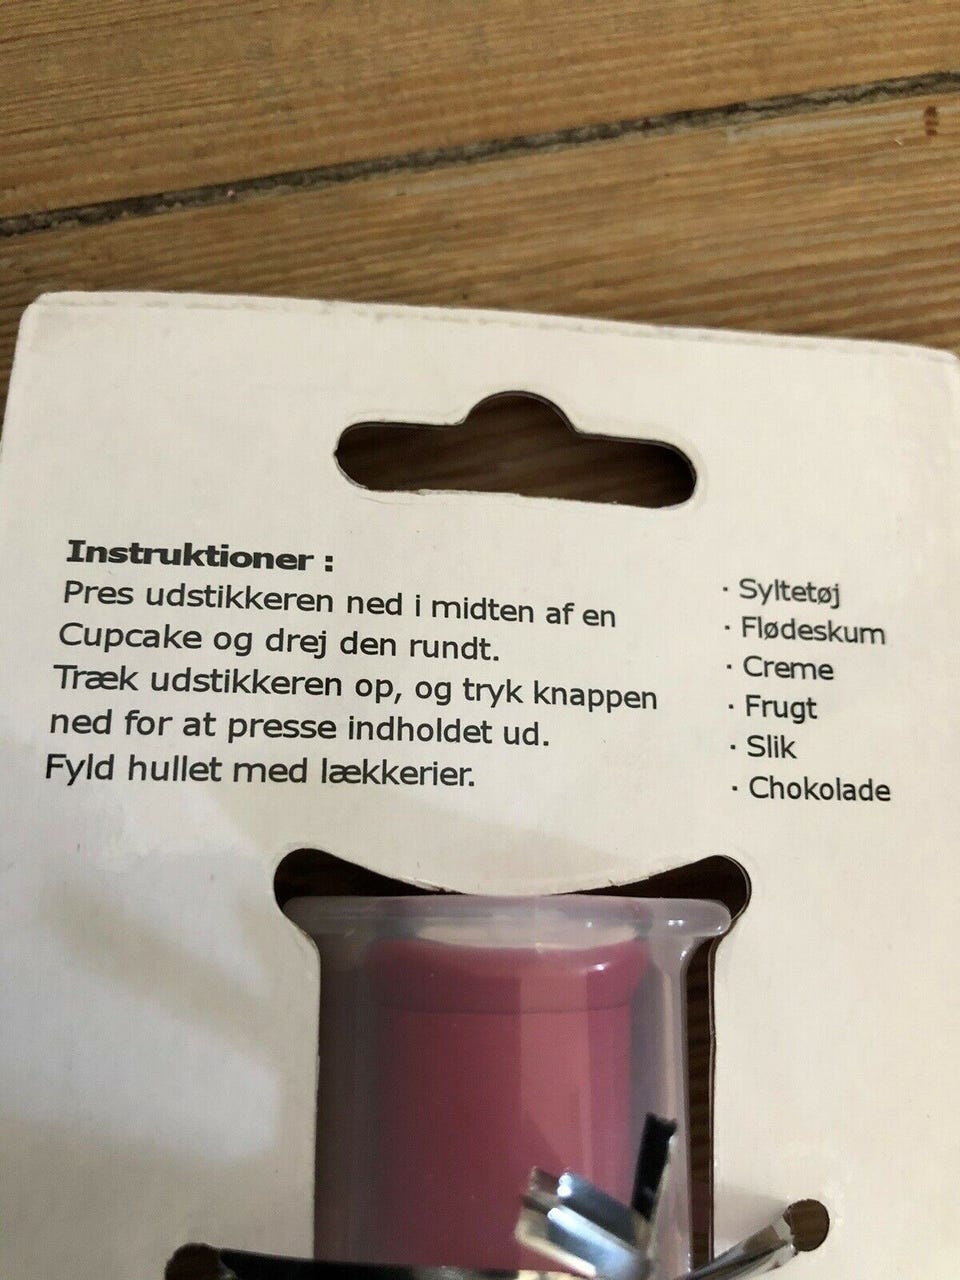 Instruktioner :
Pres udstikkeren ned i midten af en
Cupcake og drej den rundt.
Træk udstikkeren op, og tryk knappen
ned for at presse indholdet ud.
Fyld hullet med lækkerier.
· Syltetøj
· Flødeskum
· Creme
· Frugt
· Slik
· Chokolade